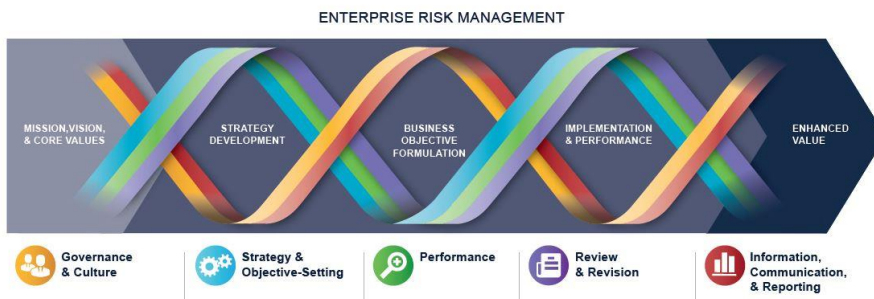 ENTERPRISE RISK MANAGEMENT
MISSION,VISION,
& CORE VALUES
STRATEGY
DEVELOPMENT
BUSINESS
OBJECTIVE
FORMULATION
IMPLEMENTATION
& PERFORMANCE
ENHANCED
VALUE
Governance
& Culture
Strategy &
Objective-Setting
Performance
Review
& Revision
Information,
Communication,
& Reporting